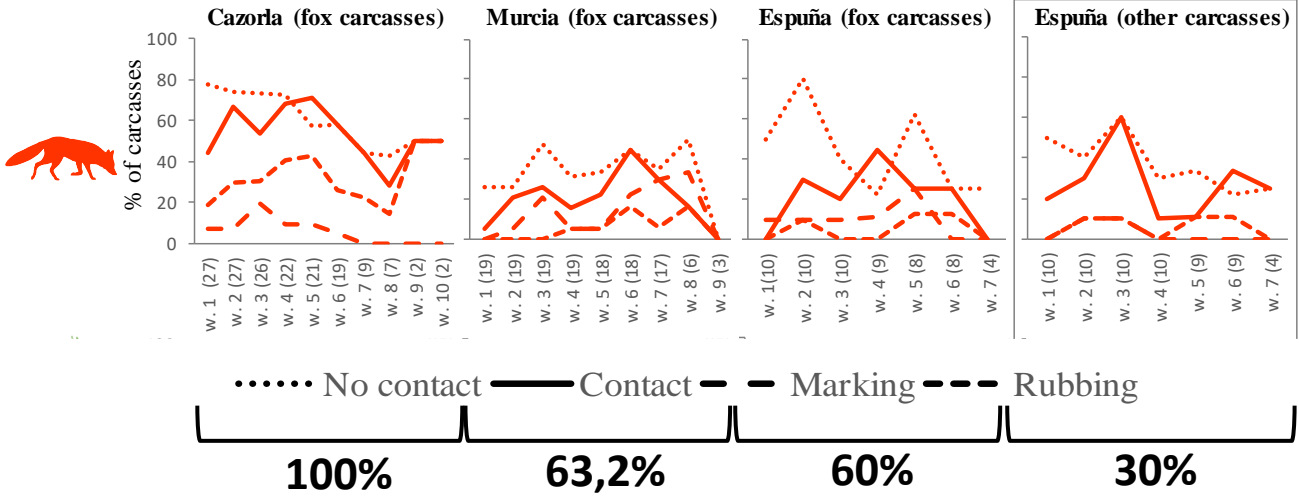 Cazorla (fox carcasses)
Murcia (fox carcasses)
España (fox carcasses)
España (other carcasses)
% of carcasses
100
80
60
40
20
0
w. 1 (27)
w. 2 (27)
w. 3 (26)
w. 4 (22)
w. 5 (21)
w. 6 (19)
w. 7 (9)
w. 8 (7)
w. 9 (2)
w. 10 (2)
w. 1 (19)
w. 2 (19)
w. 3 (19)
w. 4 (19)
w. 5 (18)
w. 6 (18)
w. 7 (17)
w. 8 (6)
w. 9 (3)
w. 1(10)
w. 2 (10)
w. 3 (10)
w. 4 (9)
w. 5 (8)
w. 6 (8)
w. 7 (4)
w. 1 (10)
w. 2 (10)
w. 3 (10)
w. 4 (10)
w. 5 (9)
w. 6 (9)
w. 7 (4)
No contact Contact Marking Rubbing
100% 63,2% 60% 30%